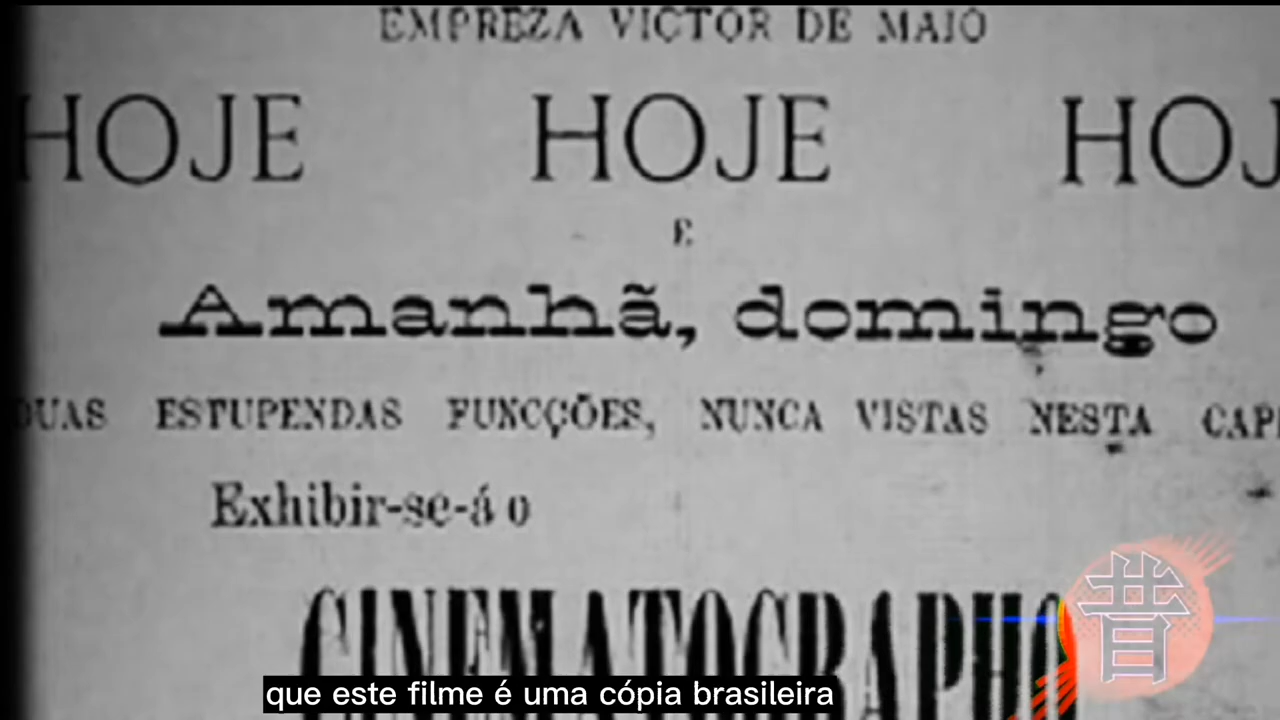 EMPREZA VICTOR DE MAIO
HOJE HOJE HOJ
E
Amanhã, domingo
DUAS ESTUPENDAS FUNCÇÕES, NUNCA VISTAS NESTA CAPI
Exhibir-se-á o
CINEMATOGRAPHO
昔
que este filme é uma cópia brasileira